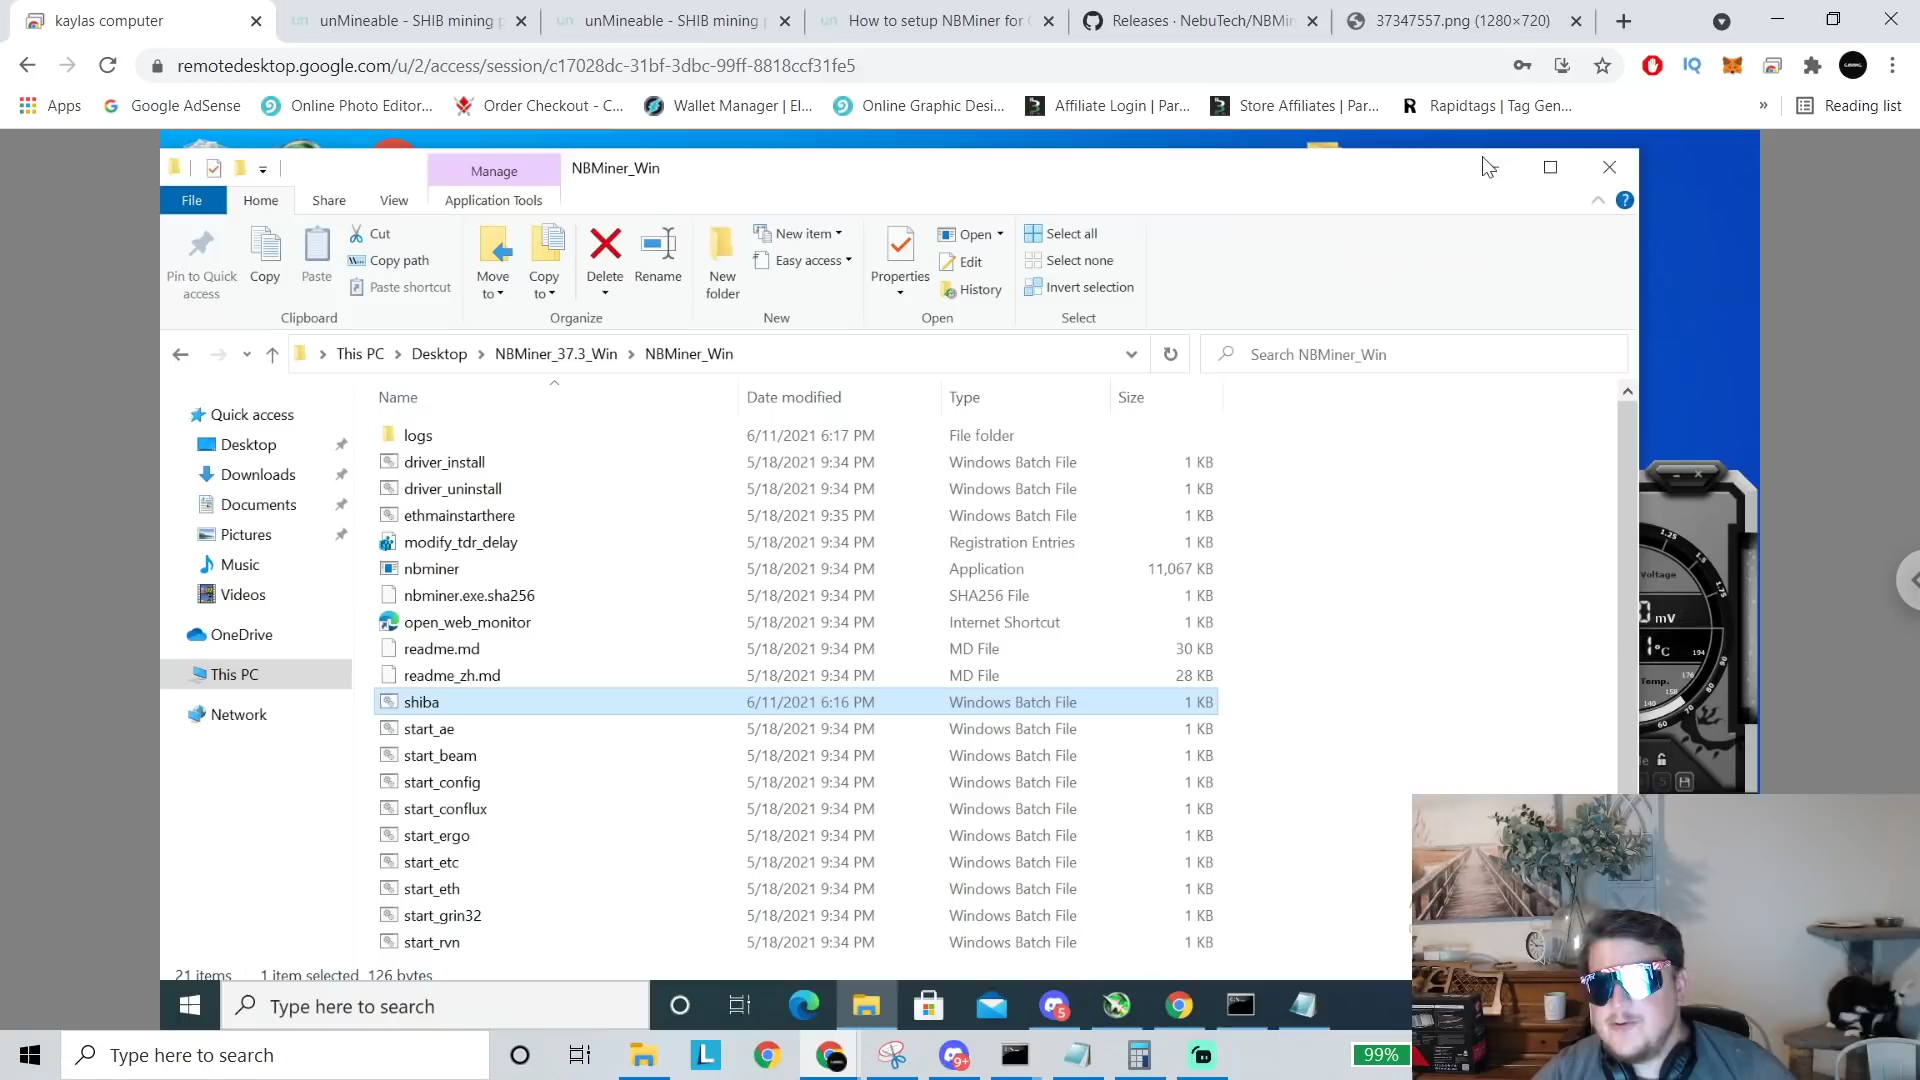 kaylas computer
unMineable - SHIB mining p
unMineable - SHIB mining p
How to setup NBMiner for
Releases · NebuTech/NBMin
37347557.png (1280×720)
remotedesktop.google.com/u/2/access/session/c17028dc-31bf-3dbc-99ff-8818ccf31fe5
IQ
Apps
Google AdSense
Online Photo Editor...
Order Checkout - C...
Wallet Manager | El...
Online Graphic Desi...
Affiliate Login | Par...
Store Affiliates | Par...
Rapidtags | Tag Gen...
»
Reading list
Manage
NBMiner_Win
File
Home
Share
View
Application Tools
Pin to Quick access
Copy
Paste
Cut
Copy path
Paste shortcut
Clipboard
Move to
Copy to
Delete
Rename
Organize
New folder
New item
Easy access
New
Properties
Open
Edit
History
Open
Select all
Select none
Invert selection
Select
This PC > Desktop > NBMiner_37.3_Win > NBMiner_Win
Search NBMiner_Win
Quick access
Desktop
Downloads
Documents
Pictures
Music
Videos
OneDrive
This PC
Network
Name Date modified Type Size
logs 6/11/2021 6:17 PM File folder
driver_install 5/18/2021 9:34 PM Windows Batch File 1 KB
driver_uninstall 5/18/2021 9:34 PM Windows Batch File 1 KB
ethmainstarthere 5/18/2021 9:35 PM Windows Batch File 1 KB
modify_tdr_delay 5/18/2021 9:34 PM Registration Entries 1 KB
nbminer 5/18/2021 9:34 PM Application 11,067 KB
nbminer.exe.sha256 5/18/2021 9:34 PM SHA256 File 1 KB
open_web_monitor 5/18/2021 9:34 PM Internet Shortcut 1 KB
readme.md 5/18/2021 9:34 PM MD File 30 KB
readme_zh.md 5/18/2021 9:34 PM MD File 28 KB
shiba 6/11/2021 6:16 PM Windows Batch File 1 KB
start_ae 5/18/2021 9:34 PM Windows Batch File 1 KB
start_beam 5/18/2021 9:34 PM Windows Batch File 1 KB
start_config 5/18/2021 9:34 PM Windows Batch File 1 KB
start_conflux 5/18/2021 9:34 PM Windows Batch File 1 KB
start_ergo 5/18/2021 9:34 PM Windows Batch File 1 KB
start_etc 5/18/2021 9:34 PM Windows Batch File 1 KB
start_eth 5/18/2021 9:34 PM Windows Batch File 1 KB
start_grin32 5/18/2021 9:34 PM Windows Batch File 1 KB
start_rvn 5/18/2021 9:34 PM Windows Batch File 1 KB
21 items 1 item selected 126 bytes
1.25
1.5
1.75
Voltage
0 mV
1°C
194
Temp.
176
158
140
90
80
70
60
Type here to search
5
Type here to search
L
9+
99%